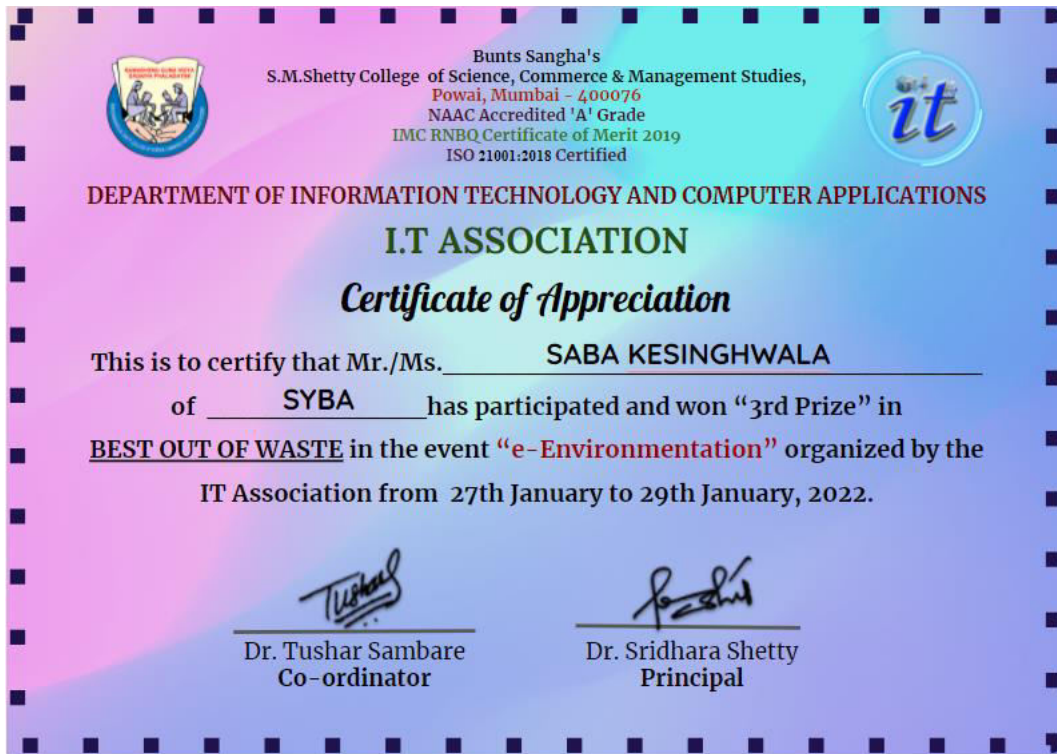 Bunts Sangha's
S.M.Shetty College of Science, Commerce & Management Studies,
Powai, Mumbai - 400076
NAAC Accredited 'A' Grade
IMC RNBQ Certificate of Merit 2019
ISO 21001:2018 Certified
it
DEPARTMENT OF INFORMATION TECHNOLOGY AND COMPUTER APPLICATIONS
I.T ASSOCIATION
Certificate of Appreciation
This is to certify that Mr./Ms. SABA KESINGHWALA
of SYBA has participated and won “3rd Prize” in
BEST OUT OF WASTE in the event “e-Environmentation” organized by the
IT Association from 27th January to 29th January, 2022.
Tushar
Dr. Tushar Sambare
Dr. Sridhara Shetty
Co-ordinator
Principal